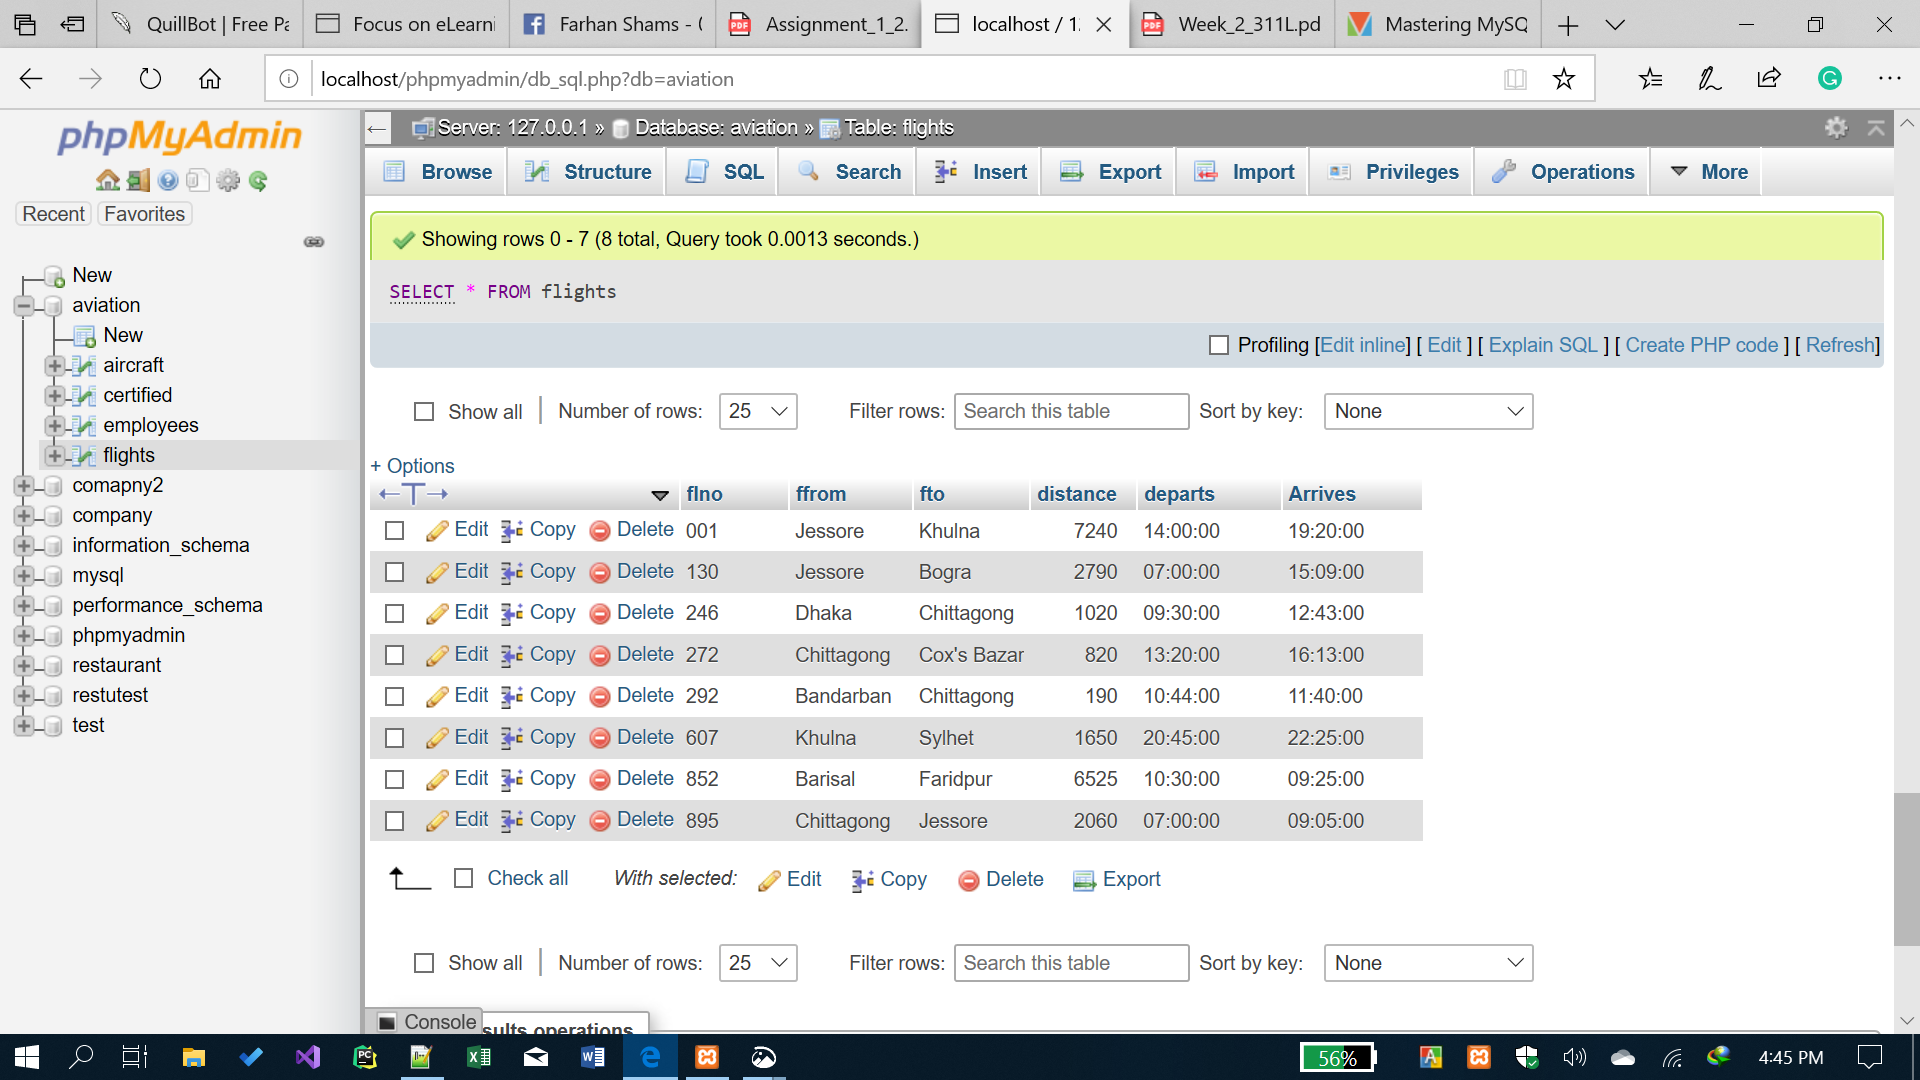 QuillBot | Free Pa
Focus on eLearni
Farhan Shams - (
Assignment_1_2.
localhost / 1
Week_2_311L.pd
Mastering MySQ
localhost/phpmyadmin/db_sql.php?db=aviation
phpMyAdmin
Recent Favorites
New
aviation
New
aircraft
certified
employees
flights
comapny2
company
information_schema
mysql
performance_schema
phpmyadmin
restaurant
restutest
test
Server: 127.0.0.1 » Database: aviation » Table: flights
Browse Structure SQL Search Insert Export Import Privileges Operations More
Showing rows 0 - 7 (8 total, Query took 0.0013 seconds.)
SELECT * FROM flights
Profiling [Edit inline] [ Edit ] [ Explain SQL ] [ Create PHP code ] [ Refresh]
Show all | Number of rows: 25 Filter rows: Search this table Sort by key: None
+ Options
←T→ flno ffrom fto distance departs Arrives
Edit Copy Delete 001 Jessore Khulna 7240 14:00:00 19:20:00
Edit Copy Delete 130 Jessore Bogra 2790 07:00:00 15:09:00
Edit Copy Delete 246 Dhaka Chittagong 1020 09:30:00 12:43:00
Edit Copy Delete 272 Chittagong Cox's Bazar 820 13:20:00 16:13:00
Edit Copy Delete 292 Bandarban Chittagong 190 10:44:00 11:40:00
Edit Copy Delete 607 Khulna Sylhet 1650 20:45:00 22:25:00
Edit Copy Delete 852 Barisal Faridpur 6525 10:30:00 09:25:00
Edit Copy Delete 895 Chittagong Jessore 2060 07:00:00 09:05:00
Check all With selected: Edit Copy Delete Export
Show all | Number of rows: 25 Filter rows: Search this table Sort by key: None
Console
sults operations
56%
4:45 PM